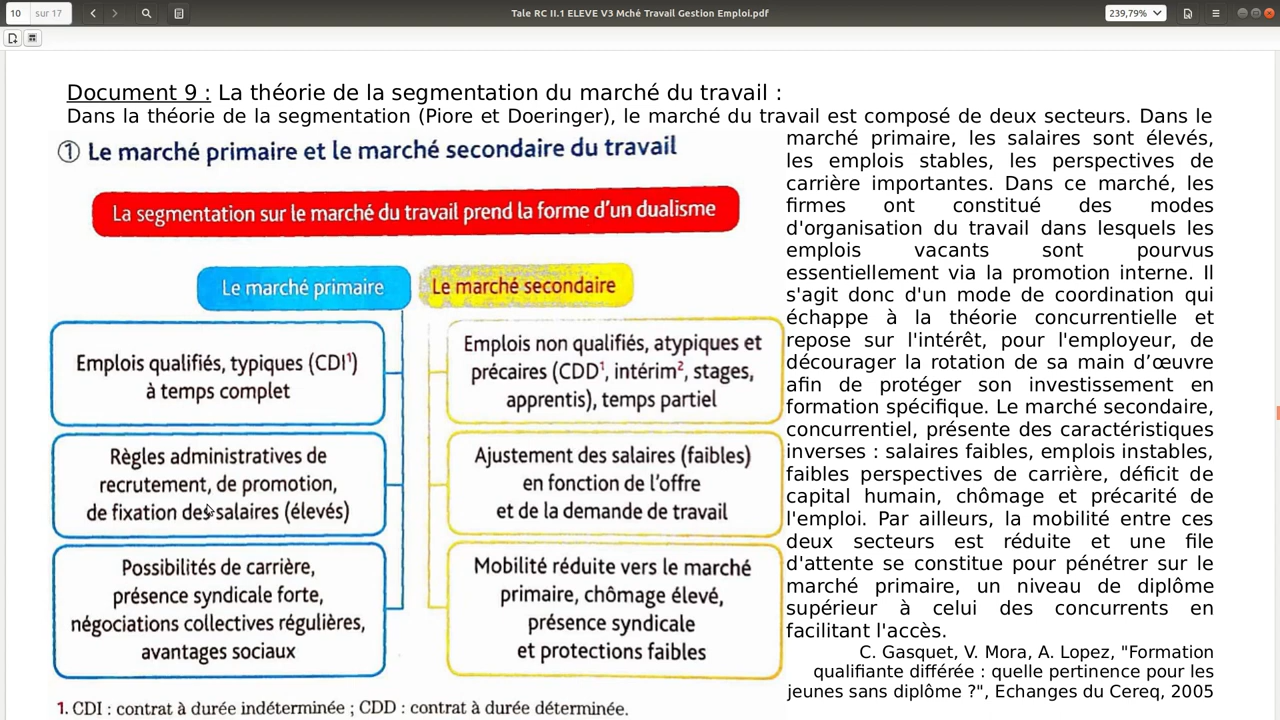 10 sur 17
Tale RC II.1 ELEVE V3 Mché Travail Gestion Emploi.pdf
239,79%
Document 9 : La théorie de la segmentation du marché du travail :
Dans la théorie de la segmentation (Piore et Doeringer), le marché du travail est composé de deux secteurs. Dans le
marché primaire, les salaires sont élevés,
les emplois stables, les perspectives de
carrière importantes. Dans ce marché, les
firmes ont constitué des modes
d'organisation du travail dans lesquels les
emplois vacants sont pourvus
essentiellement via la promotion interne. Il
s'agit donc d'un mode de coordination qui
échappe à la théorie concurrentielle et
repose sur l'intérêt, pour l'employeur, de
décourager la rotation de sa main d’œuvre
afin de protéger son investissement en
formation spécifique. Le marché secondaire,
concurrentiel, présente des caractéristiques
inverses : salaires faibles, emplois instables,
faibles perspectives de carrière, déficit de
capital humain, chômage et précarité de
l'emploi. Par ailleurs, la mobilité entre ces
deux secteurs est réduite et une file
d'attente se constitue pour pénétrer sur le
marché primaire, un niveau de diplôme
supérieur à celui des concurrents en
facilitant l'accès.
C. Gasquet, V. Mora, A. Lopez, "Formation
qualifiante différée : quelle pertinence pour les
jeunes sans diplôme ?", Echanges du Cereq, 2005
① Le marché primaire et le marché secondaire du travail
La segmentation sur le marché du travail prend la forme d’un dualisme
Le marché primaire
Emplois qualifiés, typiques (CDI¹)
à temps complet
Règles administratives de
recrutement, de promotion,
de fixation des salaires (élevés)
Possibilités de carrière,
présence syndicale forte,
négociations collectives régulières,
avantages sociaux
Le marché secondaire
Emplois non qualifiés, atypiques et
précaires (CDD¹, intérim², stages,
apprentis), temps partiel
Ajustement des salaires (faibles)
en fonction de l’offre
et de la demande de travail
Mobilité réduite vers le marché
primaire, chômage élevé,
présence syndicale
et protections faibles
1. CDI : contrat à durée indéterminée ; CDD : contrat à durée déterminée.